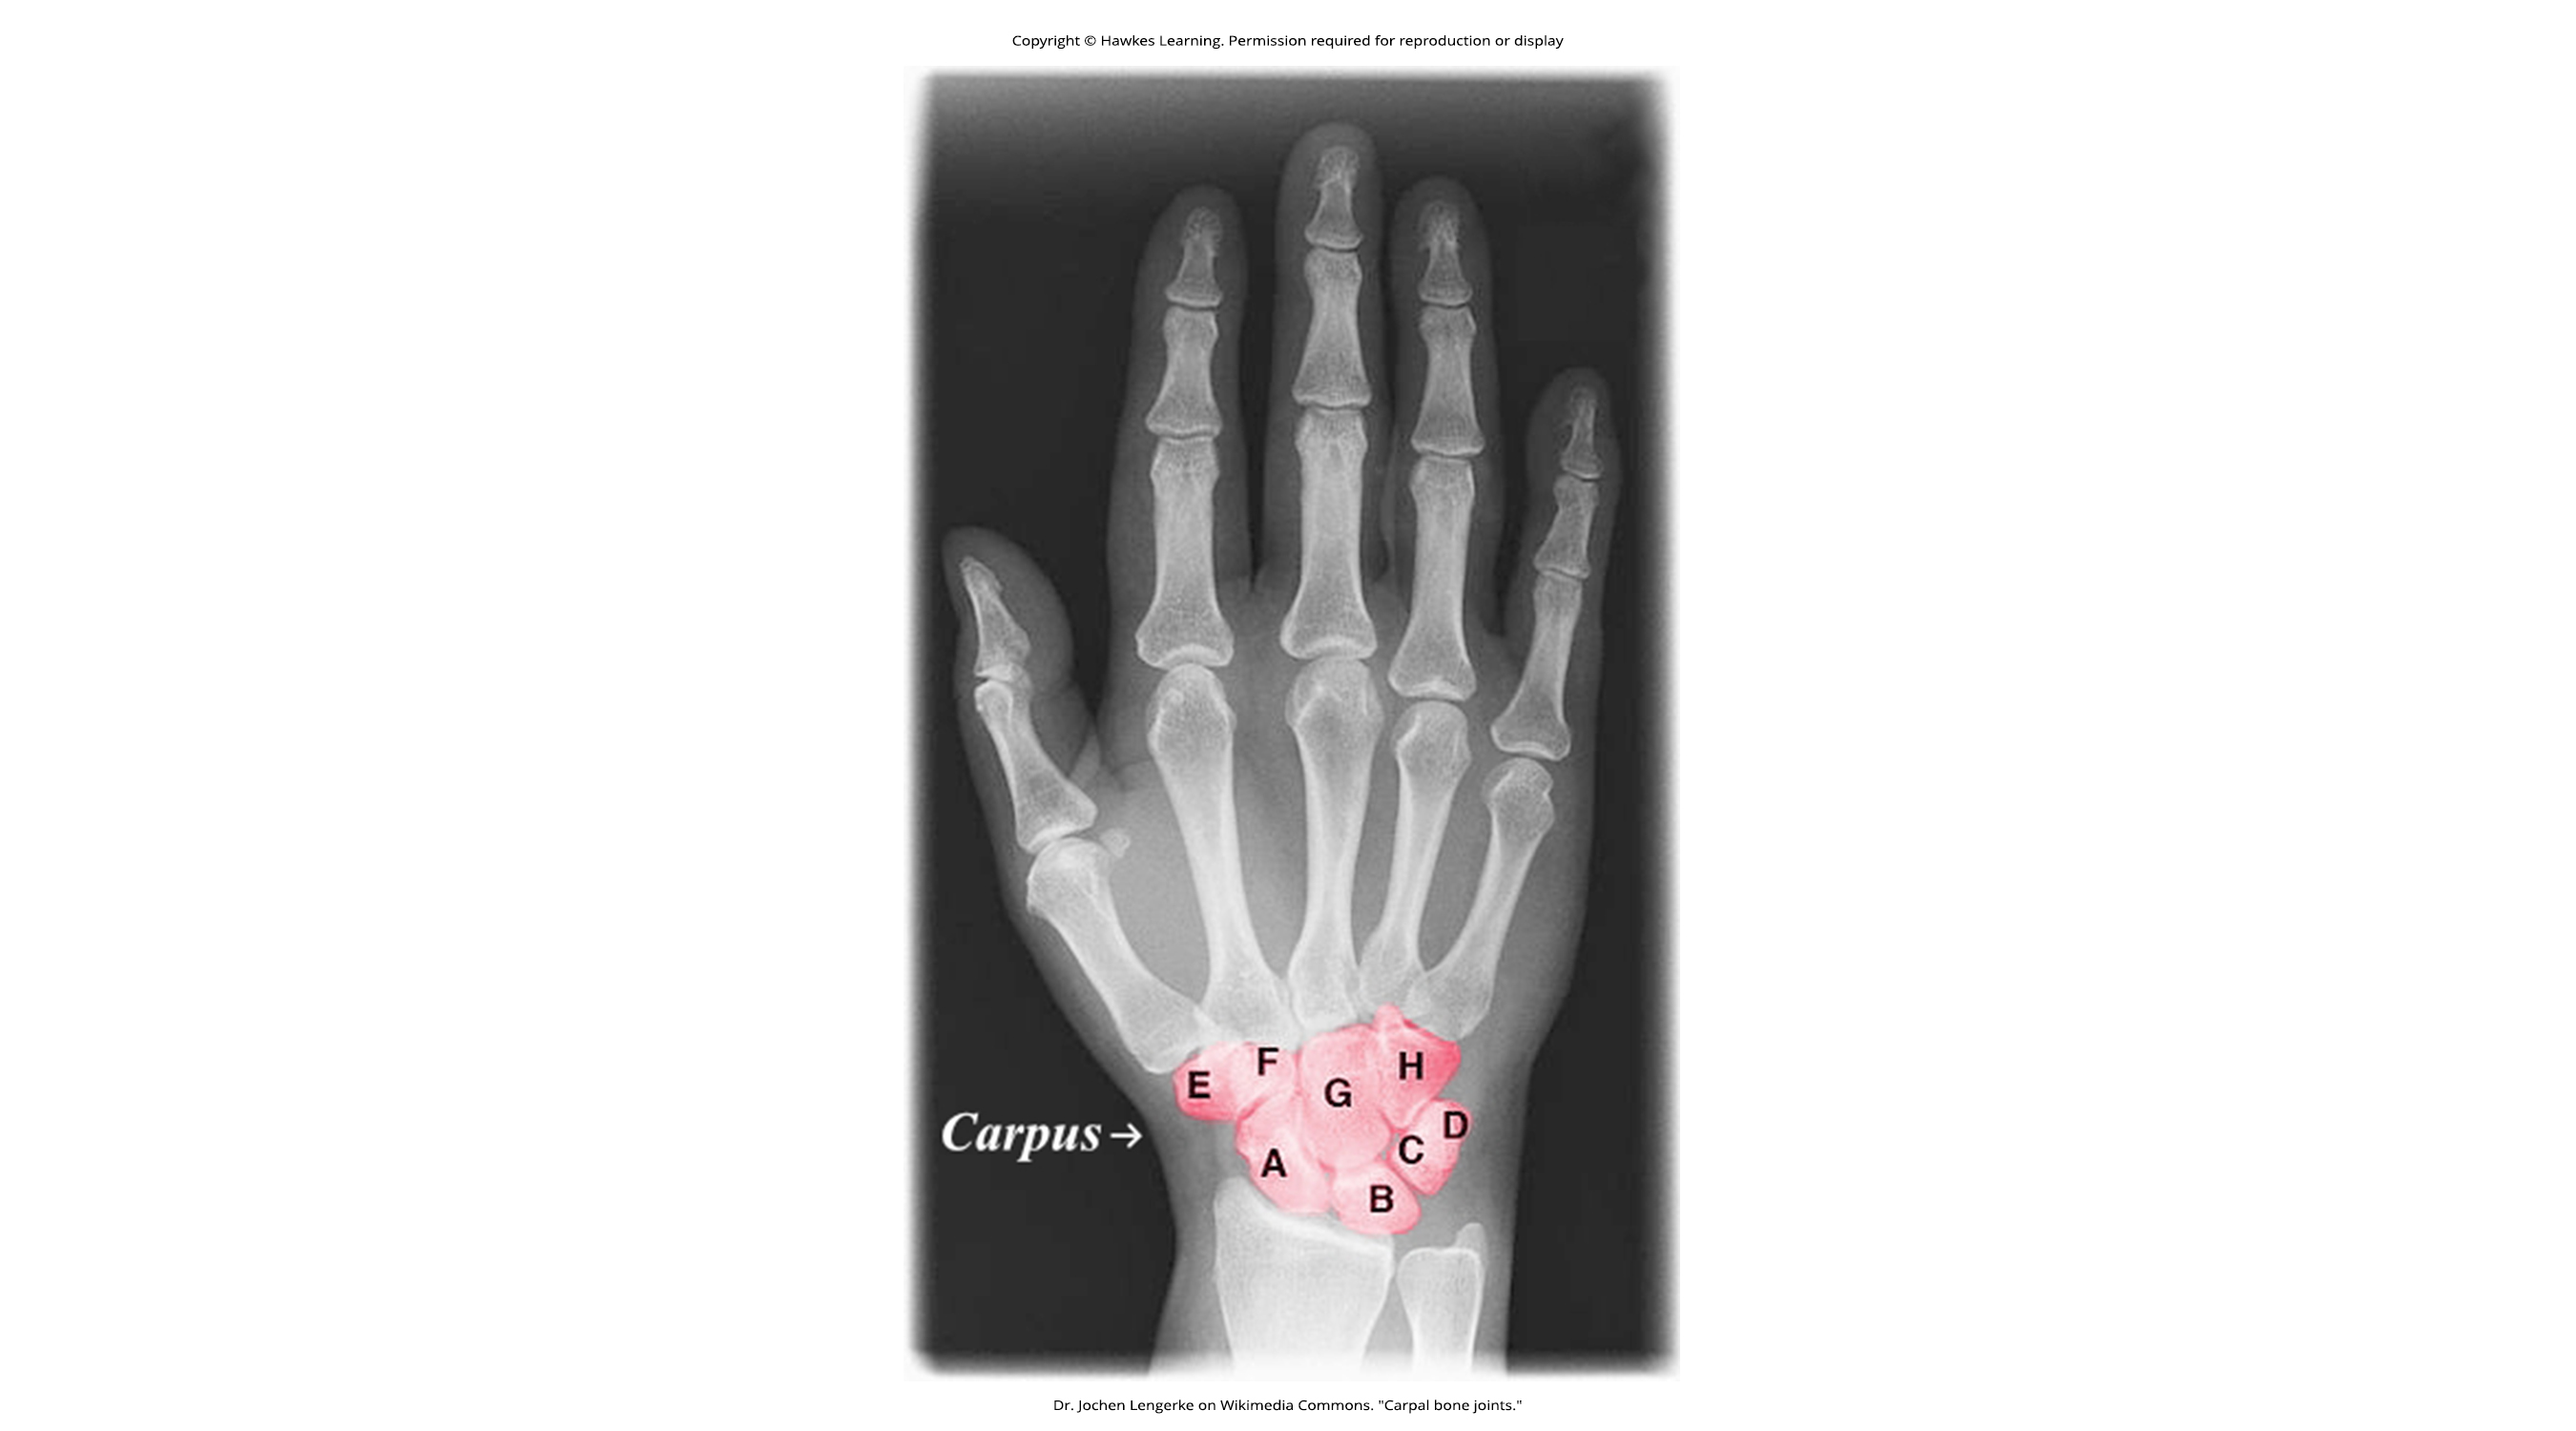 Copyright © Hawkes Learning. Permission required for reproduction or display
F
H
E
G
D
Carpus→
C
A
B
Dr. Jochen Lengerke on Wikimedia Commons. "Carpal bone joints."